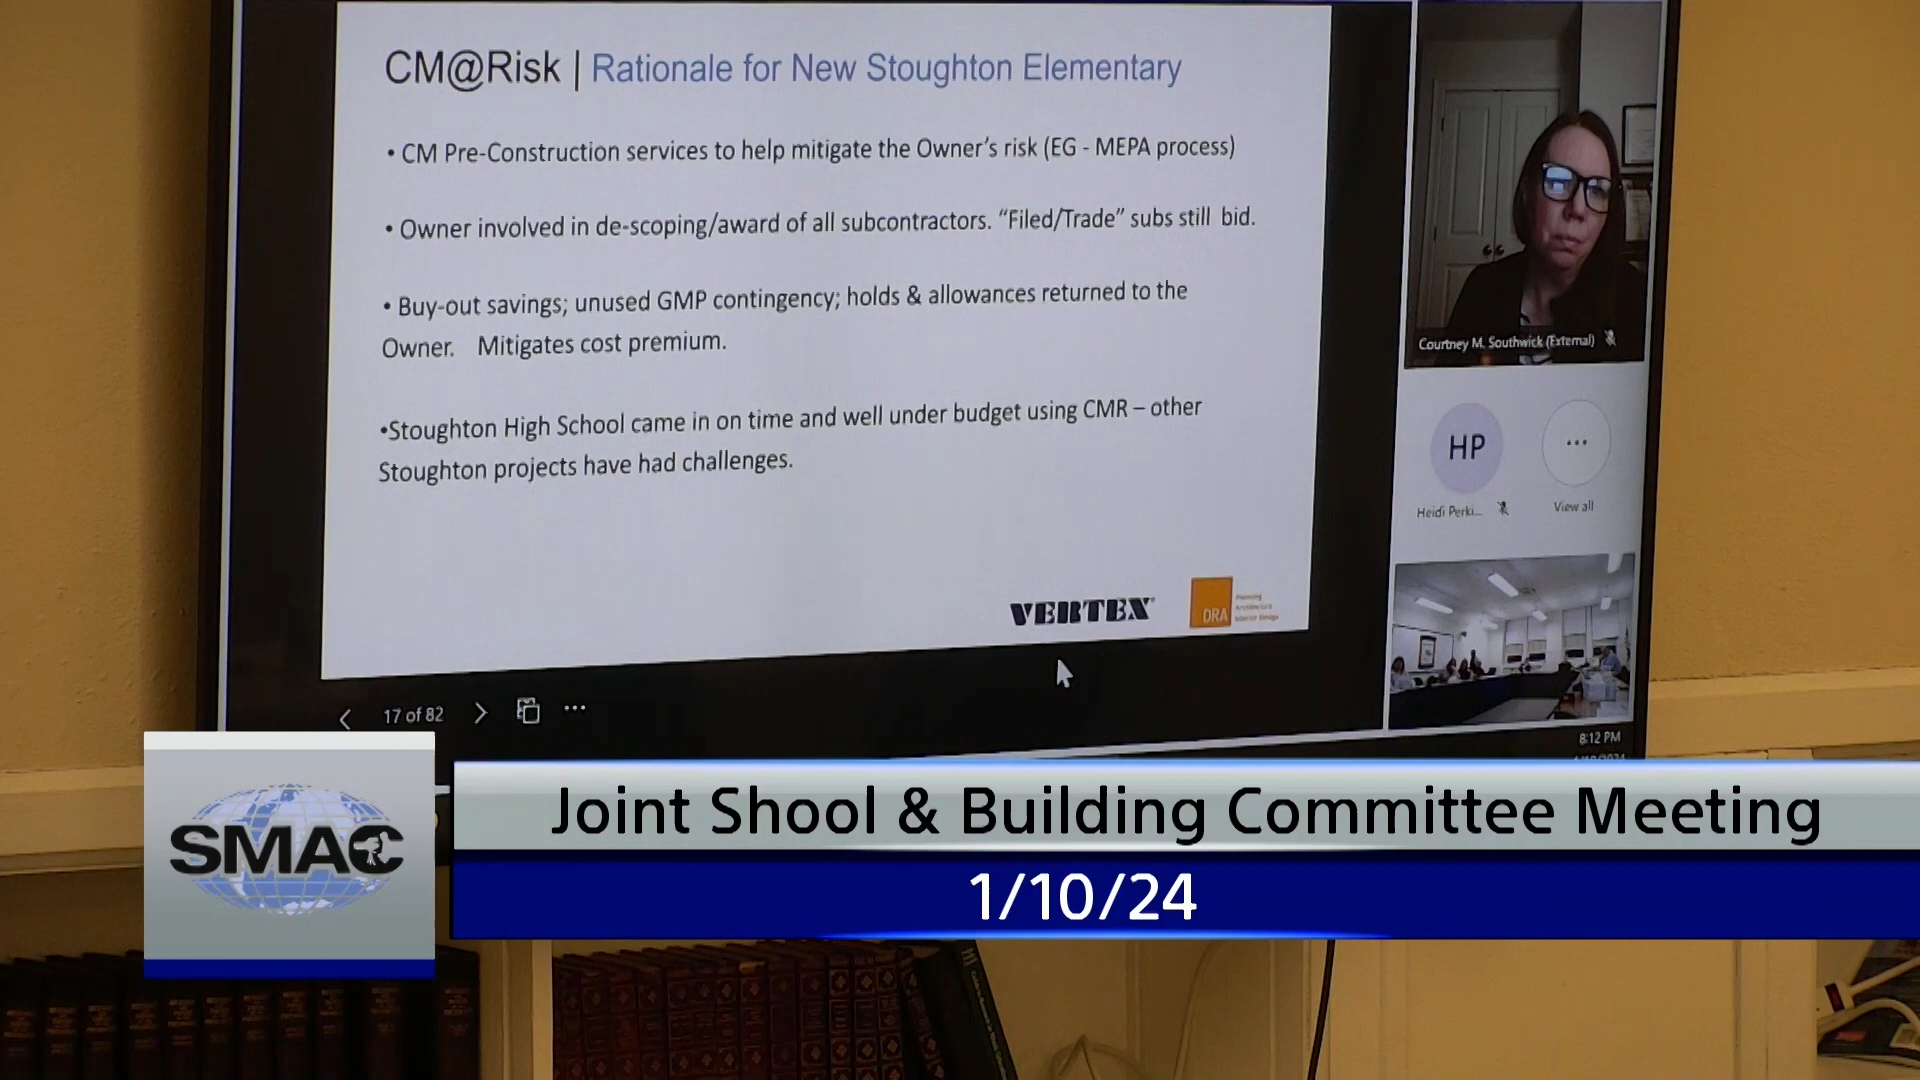 CM@Risk | Rationale for New Stoughton Elementary
• CM Pre-Construction services to help mitigate the Owner's risk (EG - MEPA process)
• Owner involved in de-scoping/award of all subcontractors. “Filed/Trade” subs still bid.
• Buy-out savings; unused GMP contingency; holds & allowances returned to the
Owner. Mitigates cost premium.
•Stoughton High School came in on time and well under budget using CMR – other
Stoughton projects have had challenges.
VERTEX
DRA
Planning
Architecture
Interior Design
17 of 82
Courtney M. Southwick (External)
HP
Heidi Perki...
View all
8:12 PM
SMAC
Joint Shool & Building Committee Meeting
1/10/24